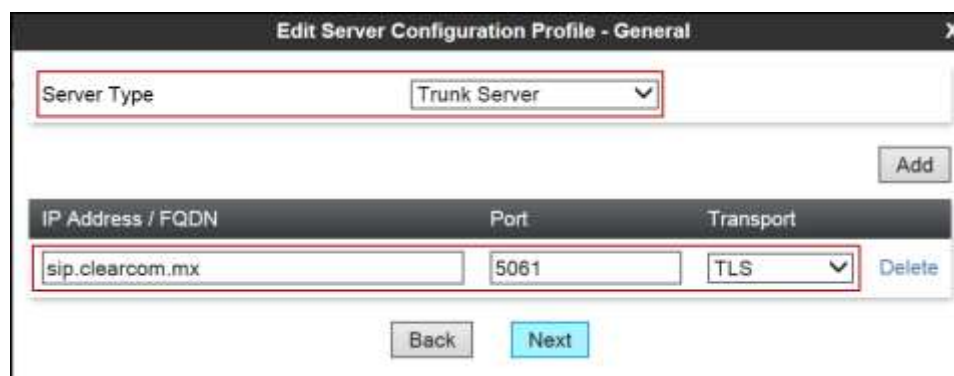 Edit Server Configuration Profile - General X
Server Type Trunk Server
Add
IP Address / FQDN Port Transport
sip.clearcom.mx 5061 TLS Delete
Back Next